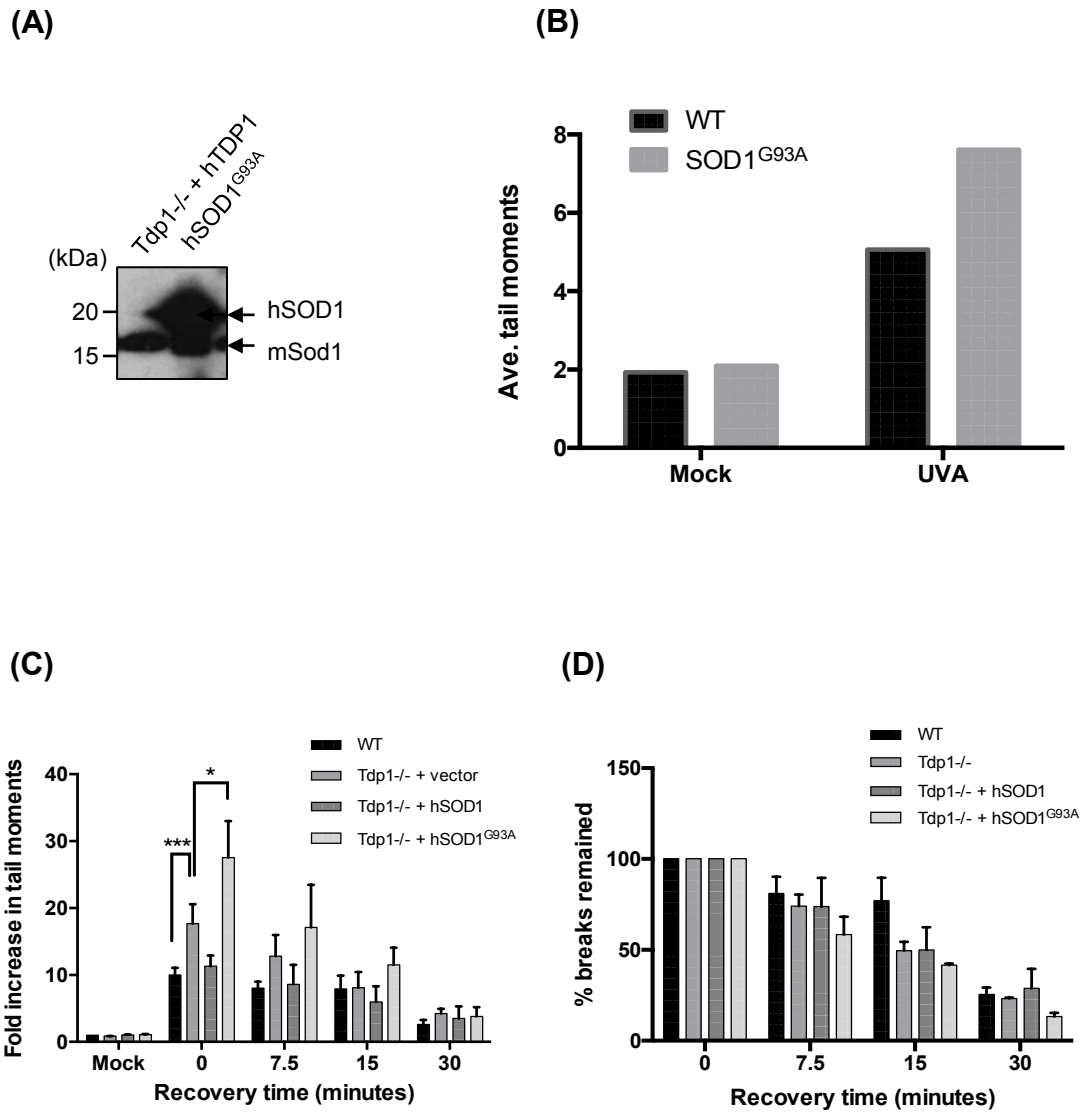 (A)
Tdp1-/- + hTDP1
hSOD1G93A
(kDa)
20
15
hSOD1
mSod1
(B)
WT
SOD1G93A
Ave. tail moments
8
6
4
2
0
Mock UVA
(C)
WT
Tdp1-/- + vector
Tdp1-/- + hSOD1
Tdp1-/- + hSOD1G93A
Fold increase in tail moments
40
30
20
10
0
***
*
Mock 0 7.5 15 30
Recovery time (minutes)
(D)
WT
Tdp1-/-
Tdp1-/- + hSOD1
Tdp1-/- + hSOD1G93A
% breaks remained
150
100
50
0
0 7.5 15 30
Recovery time (minutes)